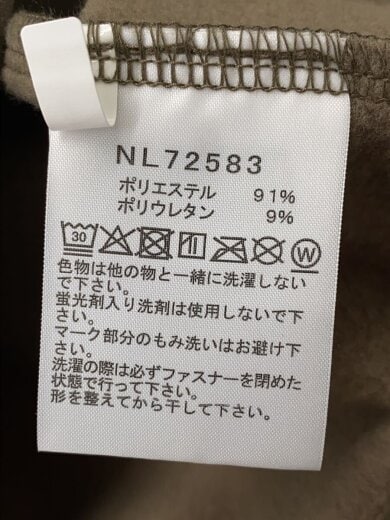 NL72583
ポリエステル 91%
ポリウレタン 9%
30 W
色物は他の物と一緒に洗濯しない
で下さい。
蛍光剤入り洗剤は使用しないで下
さい。
マーク部分のもみ洗いはお避け下
さい。
洗濯の際は必ずファスナーを閉めた
状態で行って下さい。
形を整えてから干して下さい。